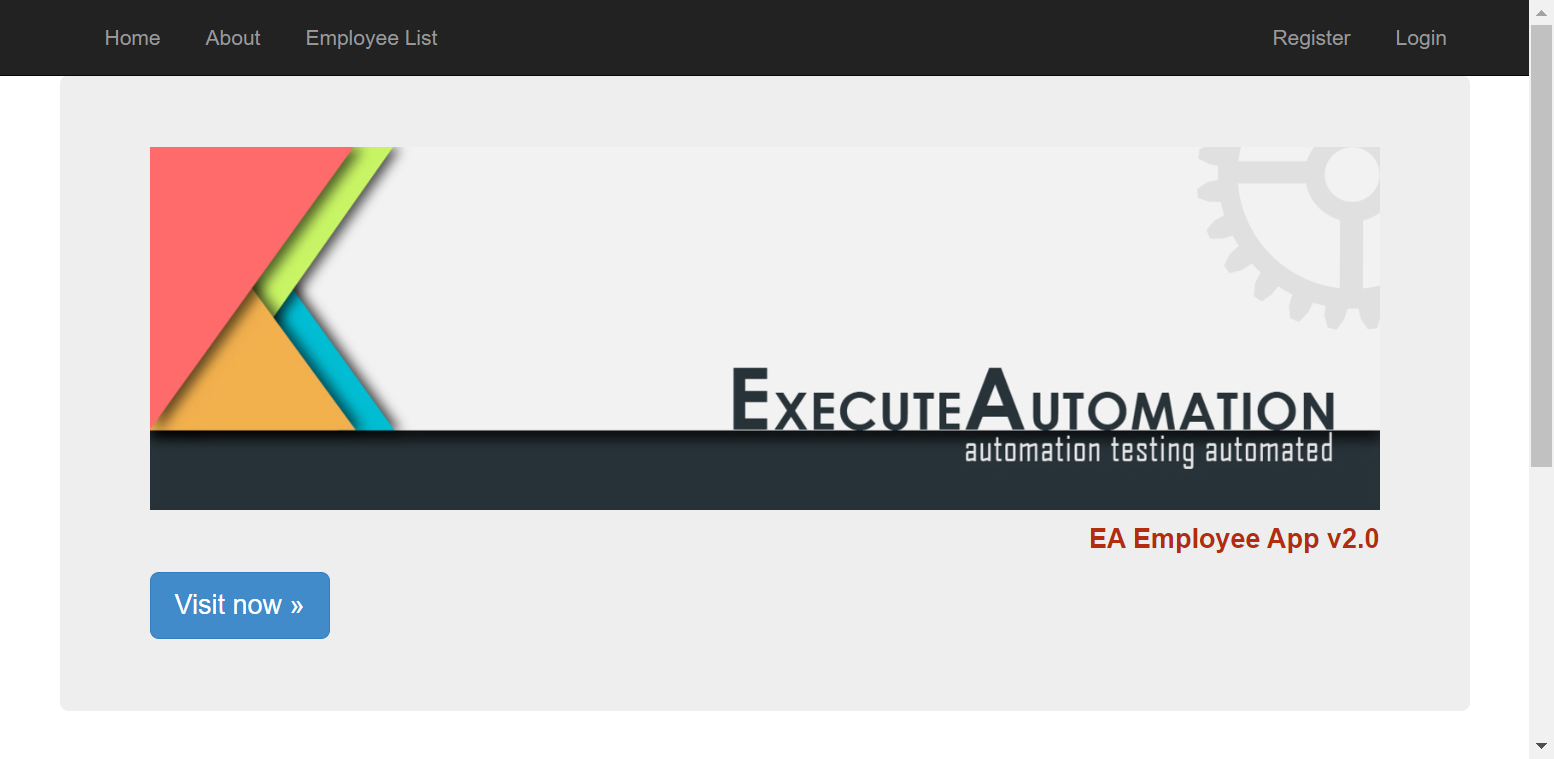 Home About Employee List Register Login
EXECUTEAUTOMATION
automation testing automated
EA Employee App v2.0
Visit now »